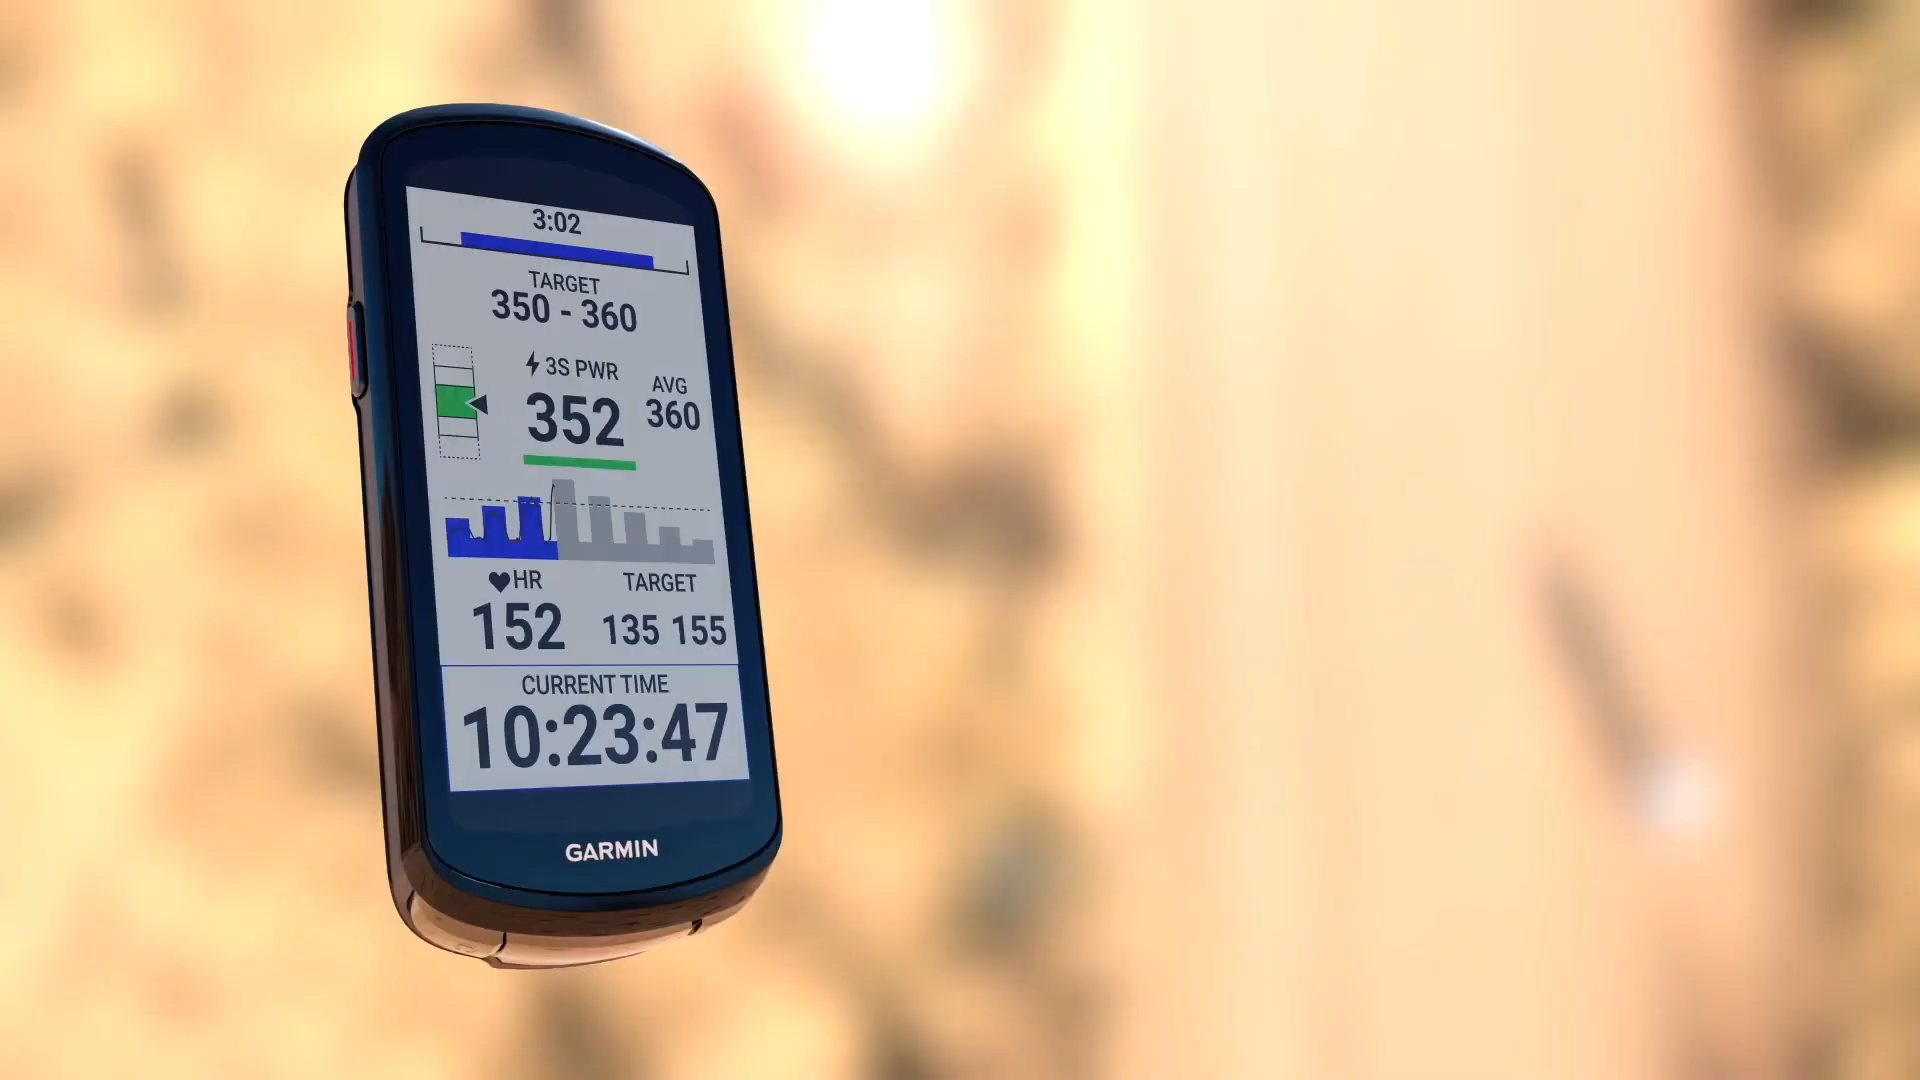 3:02
TARGET
350 - 360
3S PWR
352
AVG
360
HR
152
TARGET
135 155
CURRENT TIME
10:23:47
GARMIN